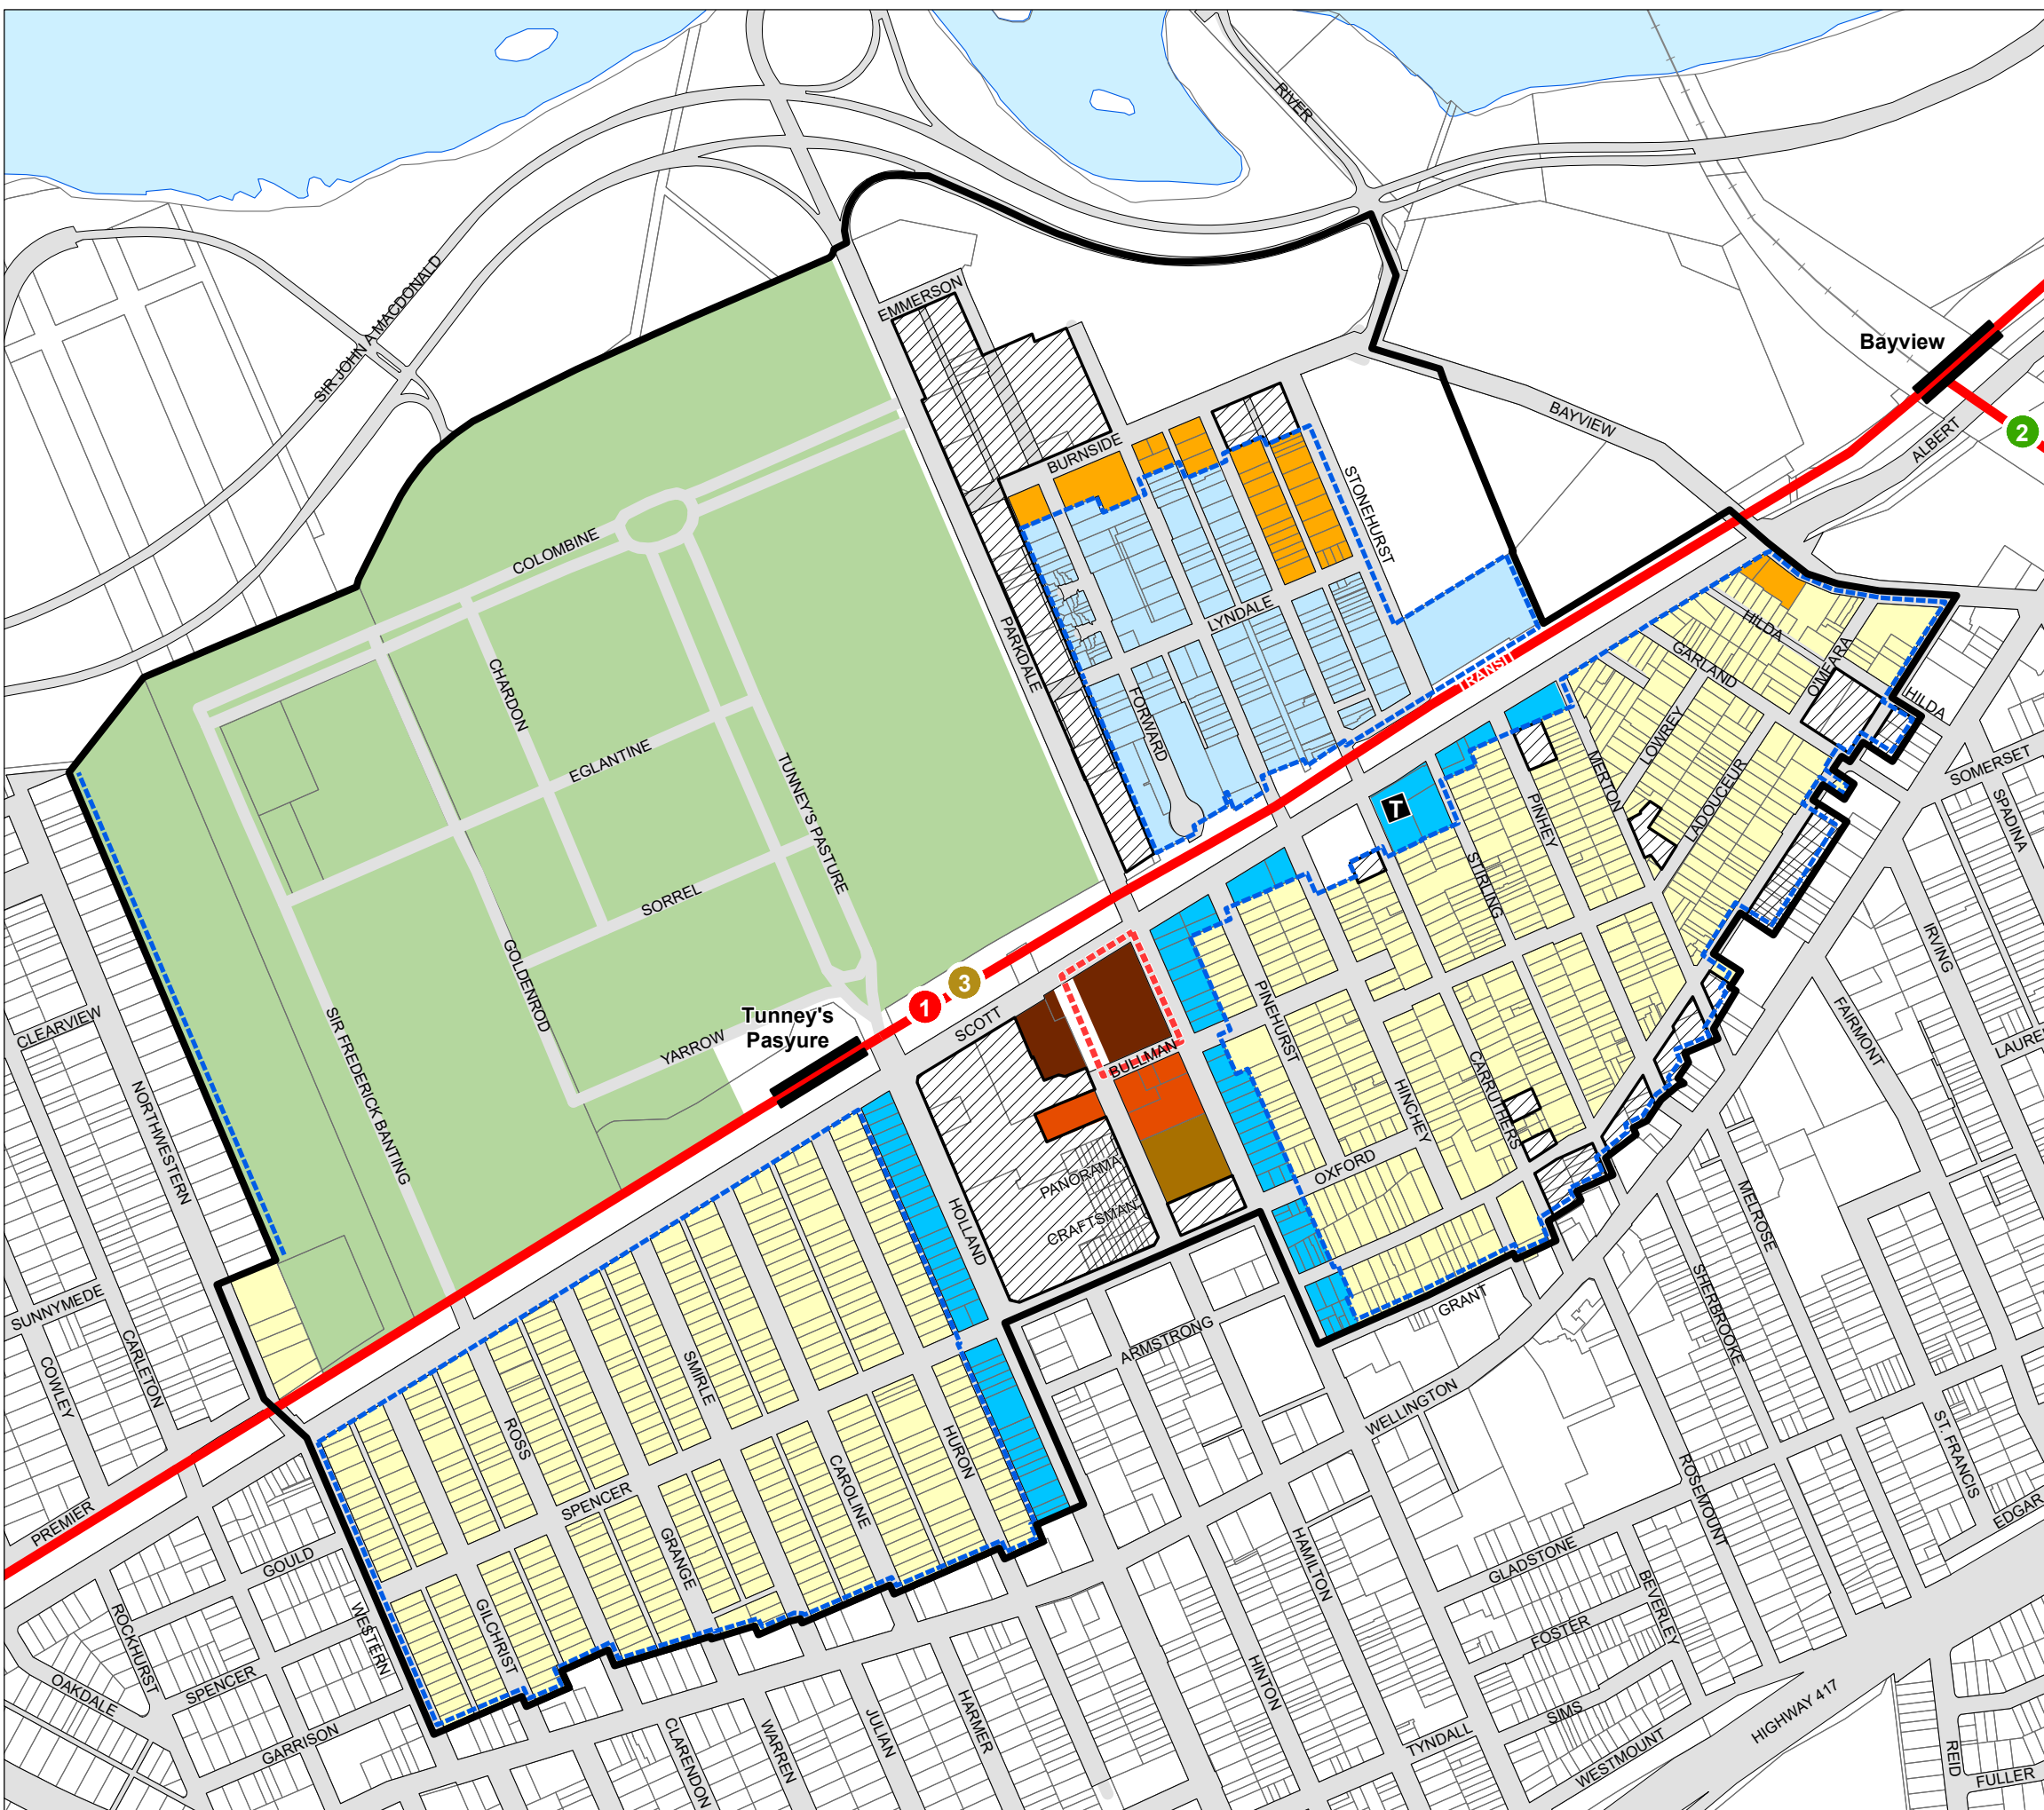 RIVER
SIR JOHN A MACDONALD
EMMERSON
Bayview
2
ALBERT
BAYVIEW
BURNSIDE
STONEHURST
COLOMBINE
LYNDALE
PARKDALE
HILDA
GARLAND
O'MEARA
HILDA
TRANSIT
CHARDON
FORWARD
LOWREY
SOMERSET
EGLANTINE
TUNNEY'S PASTURE
MERTON
LADOUCEUR
SPADINA
T
PINHEY
STIRLING
SORREL
GOLDENROD
IRVING
3
1
SCOTT
PINEHURST
FAIRMONT
Tunney's
Pasyure
CLEARVIEW
YARROW
BULLMAN
LAURE
SIR FREDERICK BANTING
NORTHWESTERN
HINCHEY
CARRUTHERS
PANORAMA
OXFORD
HOLLAND
CRAFTSMAN
MELROSE
SUNNYMEDE
GRANT
SHERBROOKE
COWLEY
CARLETON
SMIRLE
ARMSTRONG
WELLINGTON
ROSS
HURON
ST. FRANCIS
CAROLINE
ROSEMOUNT
SPENCER
PREMIER
EDGAR
GOULD
GRANGE
HAMILTON
GLADSTONE
BEVERLEY
ROCKHURST
WESTERN
GILCHRIST
FOSTER
SPENCER
OAKDALE
HINTON
HARMER
SIMS
HIGHWAY 417
GARRISON
CLARENDON
WARREN
JULIAN
TYNDALL
WESTMOUNT
REID
FULLER